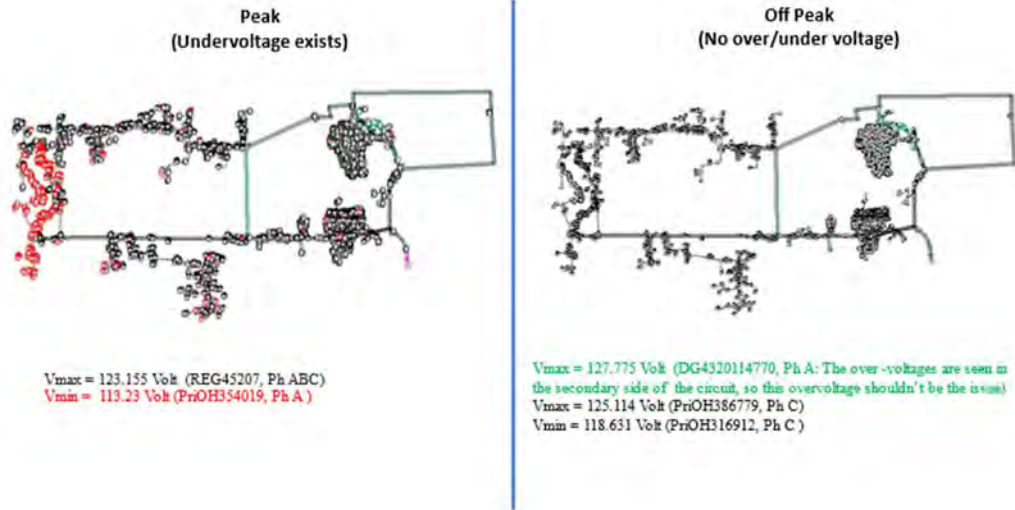 Peak
(Undervoltage exists)
Vmax = 123.155 Volt (REG45207, Ph ABC)
Vmin = 113.23 Volt (PriOH354019, Ph A )
Off Peak
(No over/under voltage)
Vmax = 127.775 Volt (DG4320114770, Ph A: The over -voltages are seen in
the secondary side of the circuit, so this overvoltage shouldn't be the issue)
Vmax = 125.114 Volt (PriOH386779, Ph C)
Vmin = 118.631 Volt (PriOH316912, Ph C )